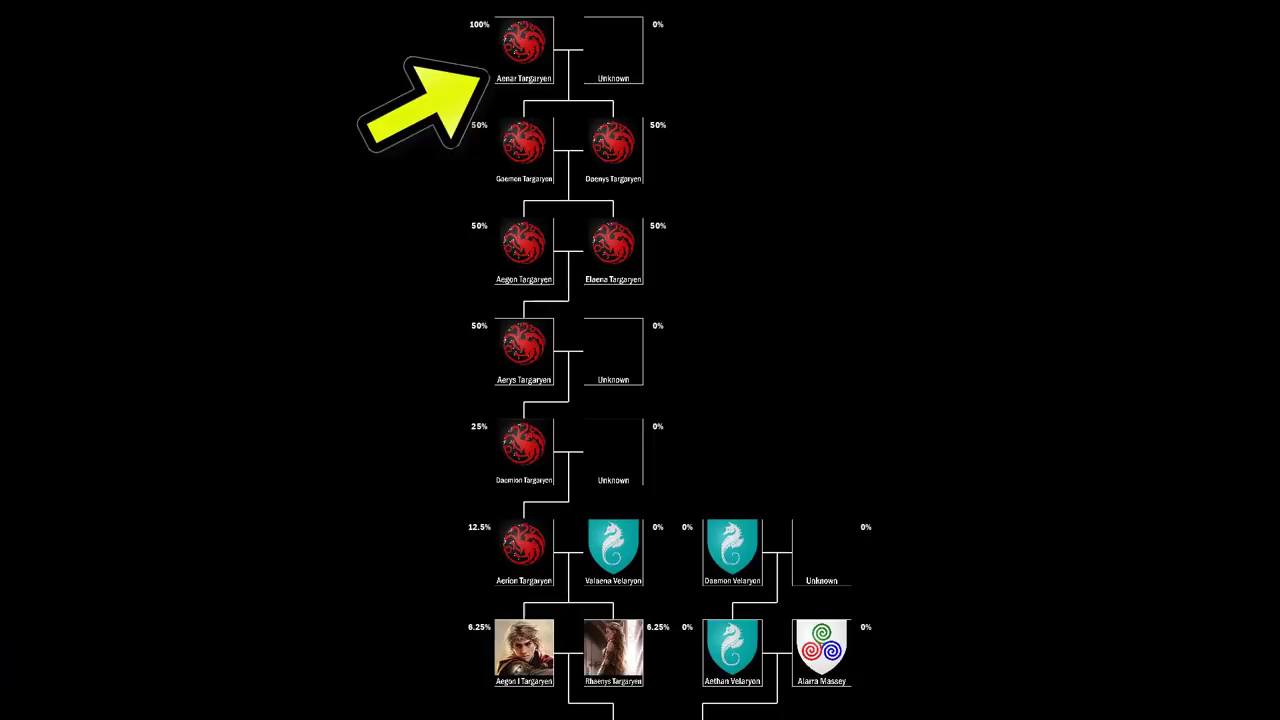 100% 0%
Aenar Targaryen Unknown
50% 50%
Gaemon Targaryen Daenys Targaryen
50% 50%
Aegon Targaryen Elaena Targaryen
50% 0%
Aerys Targaryen Unknown
25% 0%
Daemion Targaryen Unknown
12.5% 0% 0% 0%
Aerion Targaryen Valaena Velaryon Daemon Velaryon Unknown
6.25% 6.25% 0% 0%
Aegon I Targaryen Rhaenys Targaryen Aethan Velaryon Alarra Massey